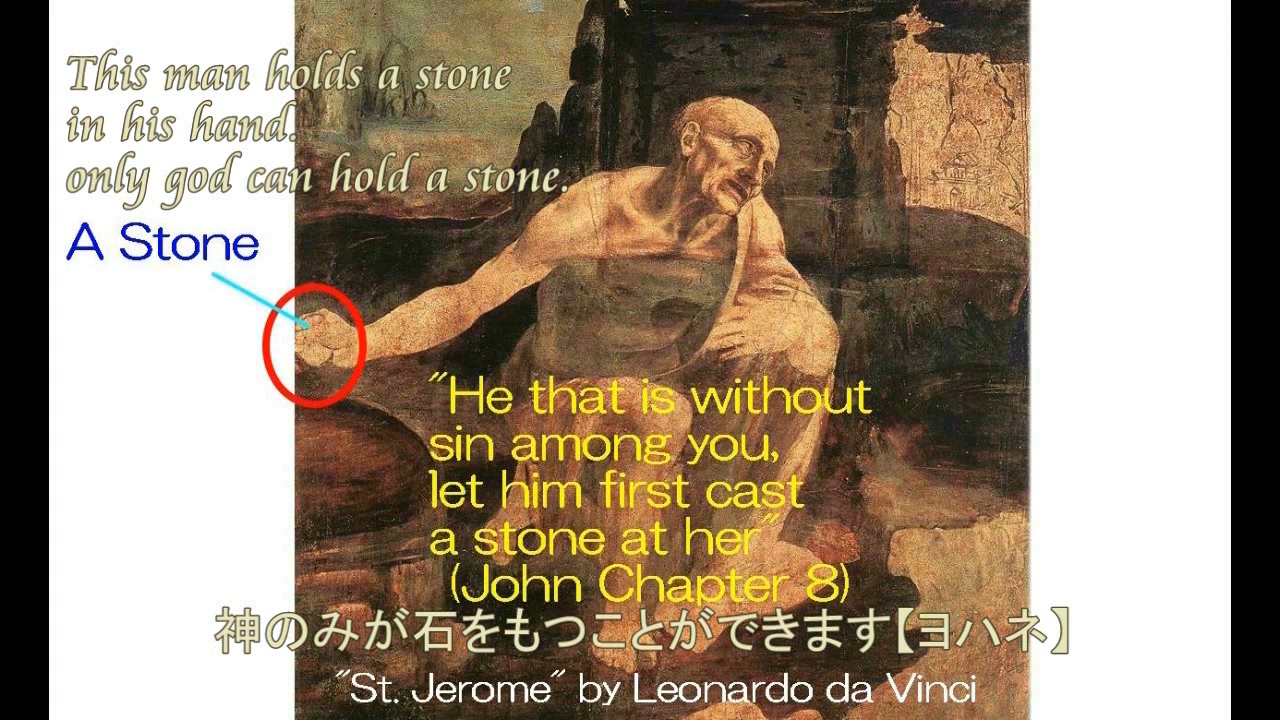 This man holds a stone
in his hand.
only god can hold a stone.
A Stone
"He that is without
sin among you,
let him first cast
a stone at her"
(John Chapter 8)
神のみが石をもつことができます【ヨハネ】
"St. Jerome" by Leonardo da Vinci